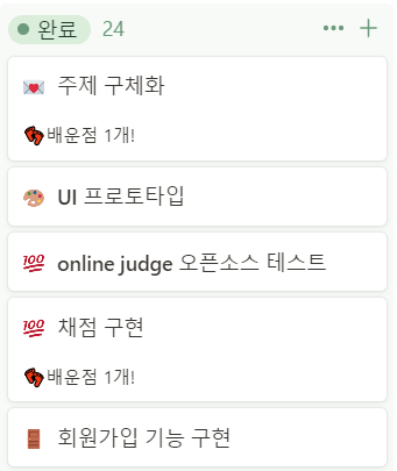 완료 24
주제 구체화
배운점 1개!
UI 프로토타입
100 online judge 오픈소스 테스트
100 채점 구현
배운점 1개!
회원가입 기능 구현